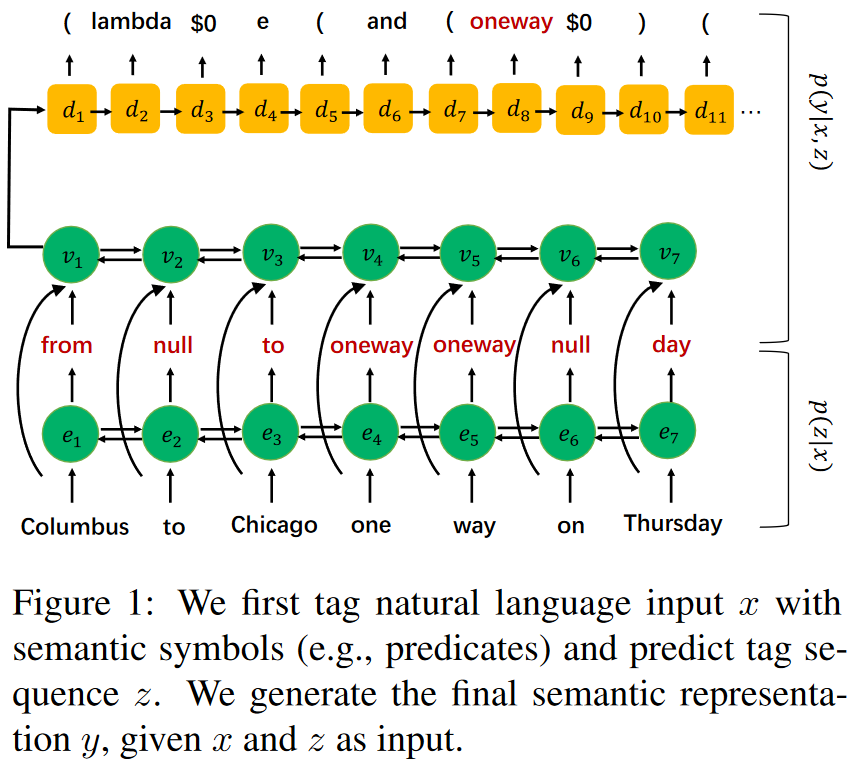 ( lambda $0 e ( and ( oneway $0 ) (
d1 d2 d3 d4 d5 d6 d7 d8 d9 d10 d11 ...
p(y|x,z)
v1 v2 v3 v4 v5 v6 v7
from null to oneway oneway null day
e1 e2 e3 e4 e5 e6 e7
p(z|x)
Columbus to Chicago one way on Thursday
Figure 1: We first tag natural language input x with
semantic symbols (e.g., predicates) and predict tag se-
quence z. We generate the final semantic representa-
tion y, given x and z as input.